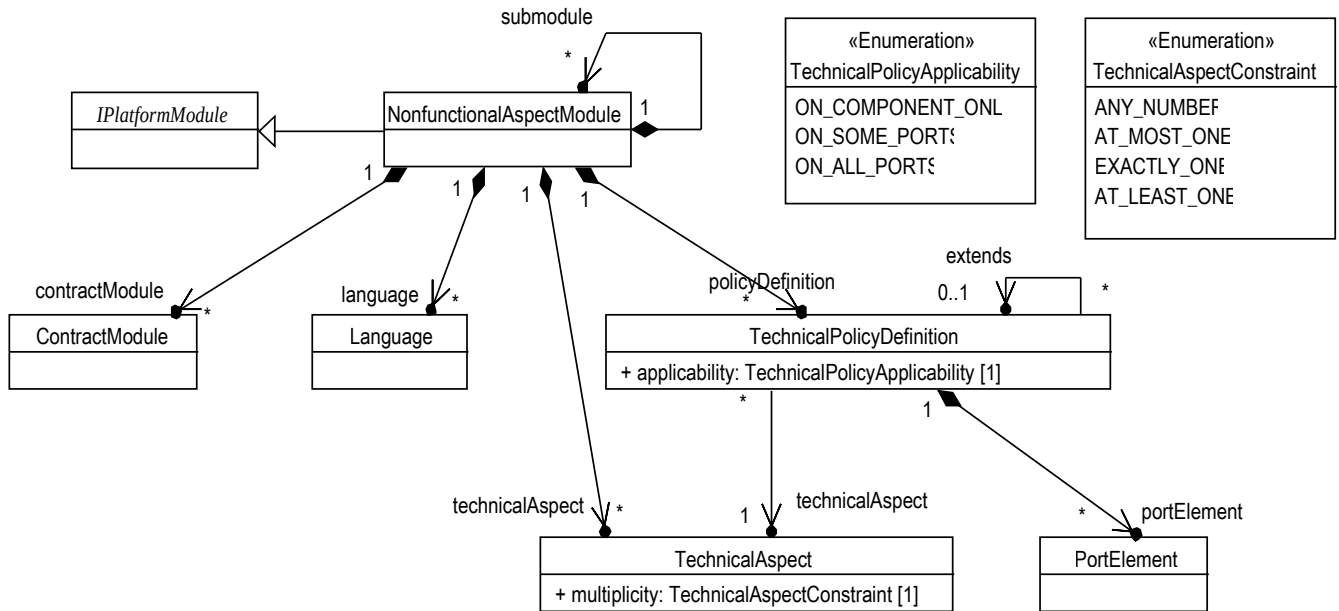 submodule
*
«Enumeration»
TechnicalPolicyApplicability
ON_COMPONENT_ONL
ON_SOME_PORTS
ON_ALL_PORTS
«Enumeration»
TechnicalAspectConstraint
ANY_NUMBER
AT_MOST_ONE
EXACTLY_ONE
AT_LEAST_ONE
IPlatformModule
NonfunctionalAspectModule
1
1
1
1
1
contractModule
*
ContractModule
language
*
Language
policyDefinition
*
extends
0..1
*
TechnicalPolicyDefinition
+ applicability: TechnicalPolicyApplicability [1]
*
1
technicalAspect
*
1
technicalAspect
*
portElement
TechnicalAspect
+ multiplicity: TechnicalAspectConstraint [1]
PortElement